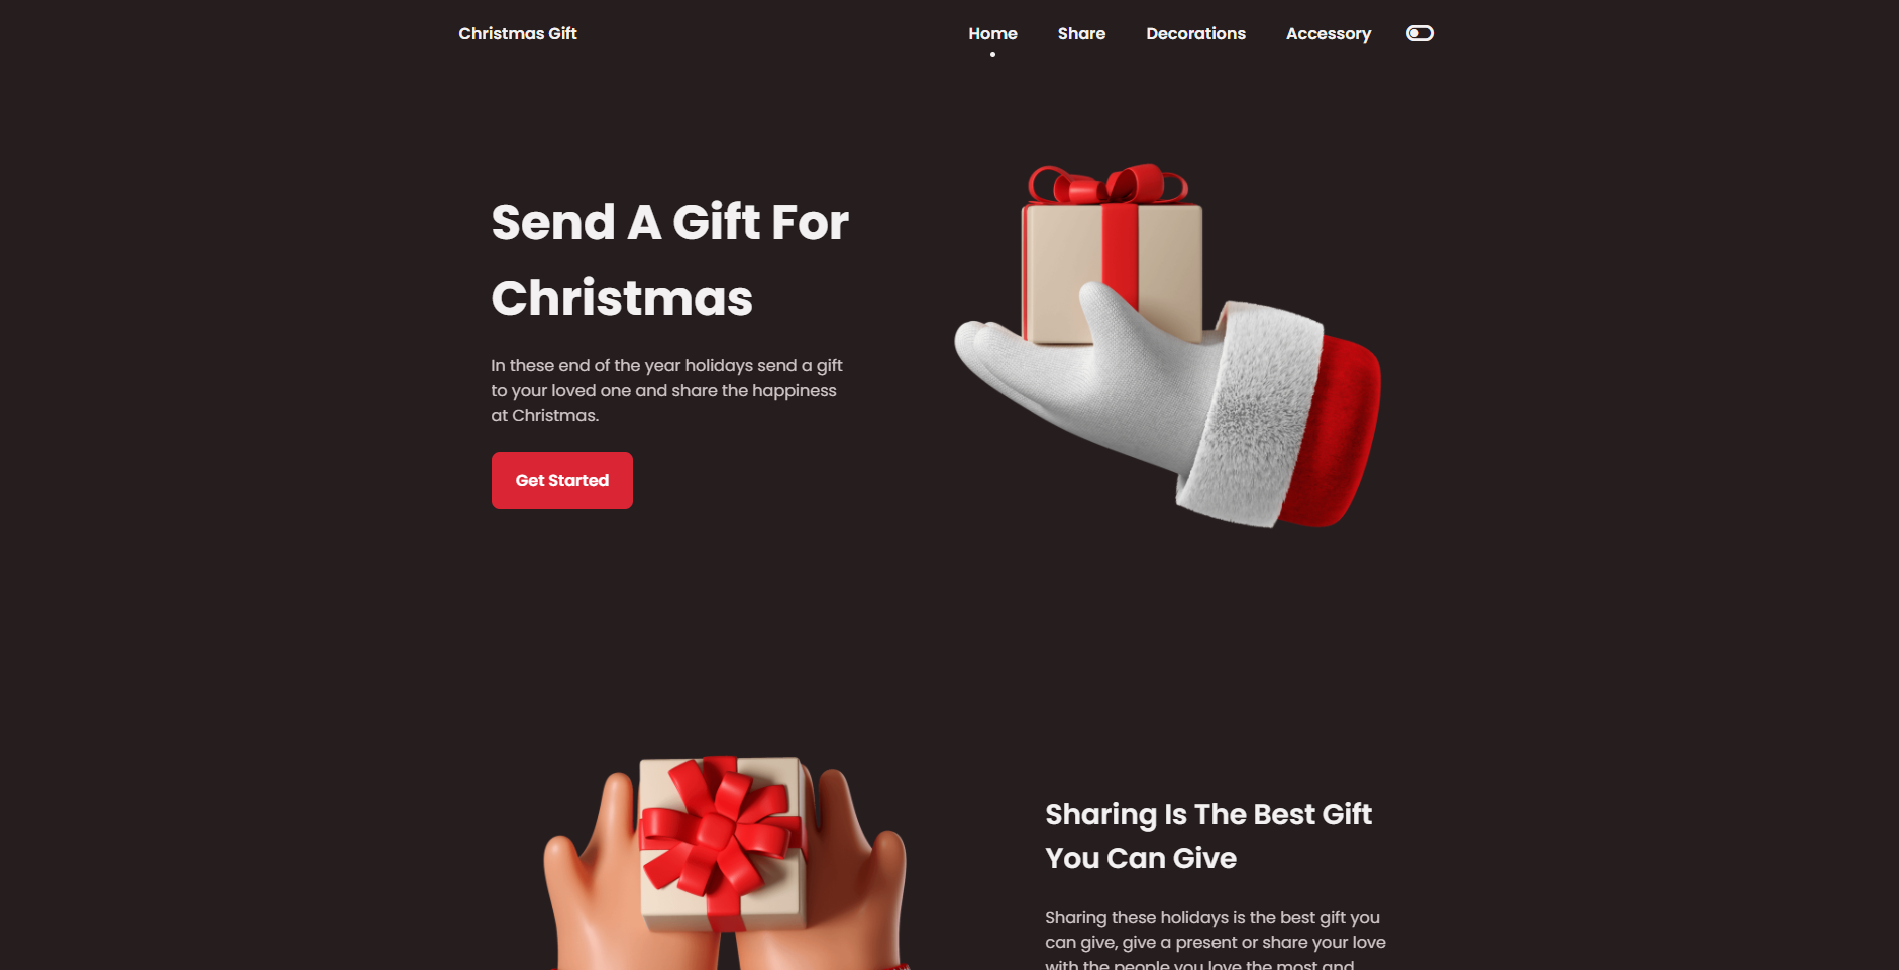 Christmas Gift
Home
Share
Decorations
Accessory
Send A Gift For
Christmas
In these end of the year holidays send a gift
to your loved one and share the happiness
at Christmas.
Get Started
Sharing Is The Best Gift
You Can Give
Sharing these holidays is the best gift you
can give, give a present or share your love
with the people you love the most and